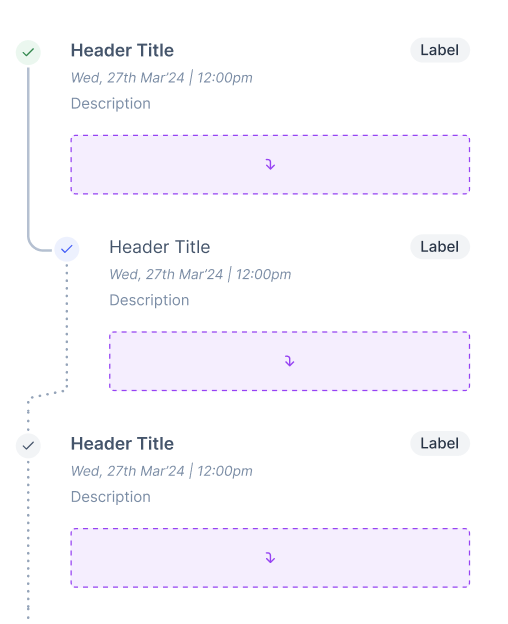 Header Title
Label
Wed, 27th Mar'24 | 12:00pm
Description
Header Title
Label
Wed, 27th Mar'24 | 12:00pm
Description
Header Title
Label
Wed, 27th Mar'24 | 12:00pm
Description